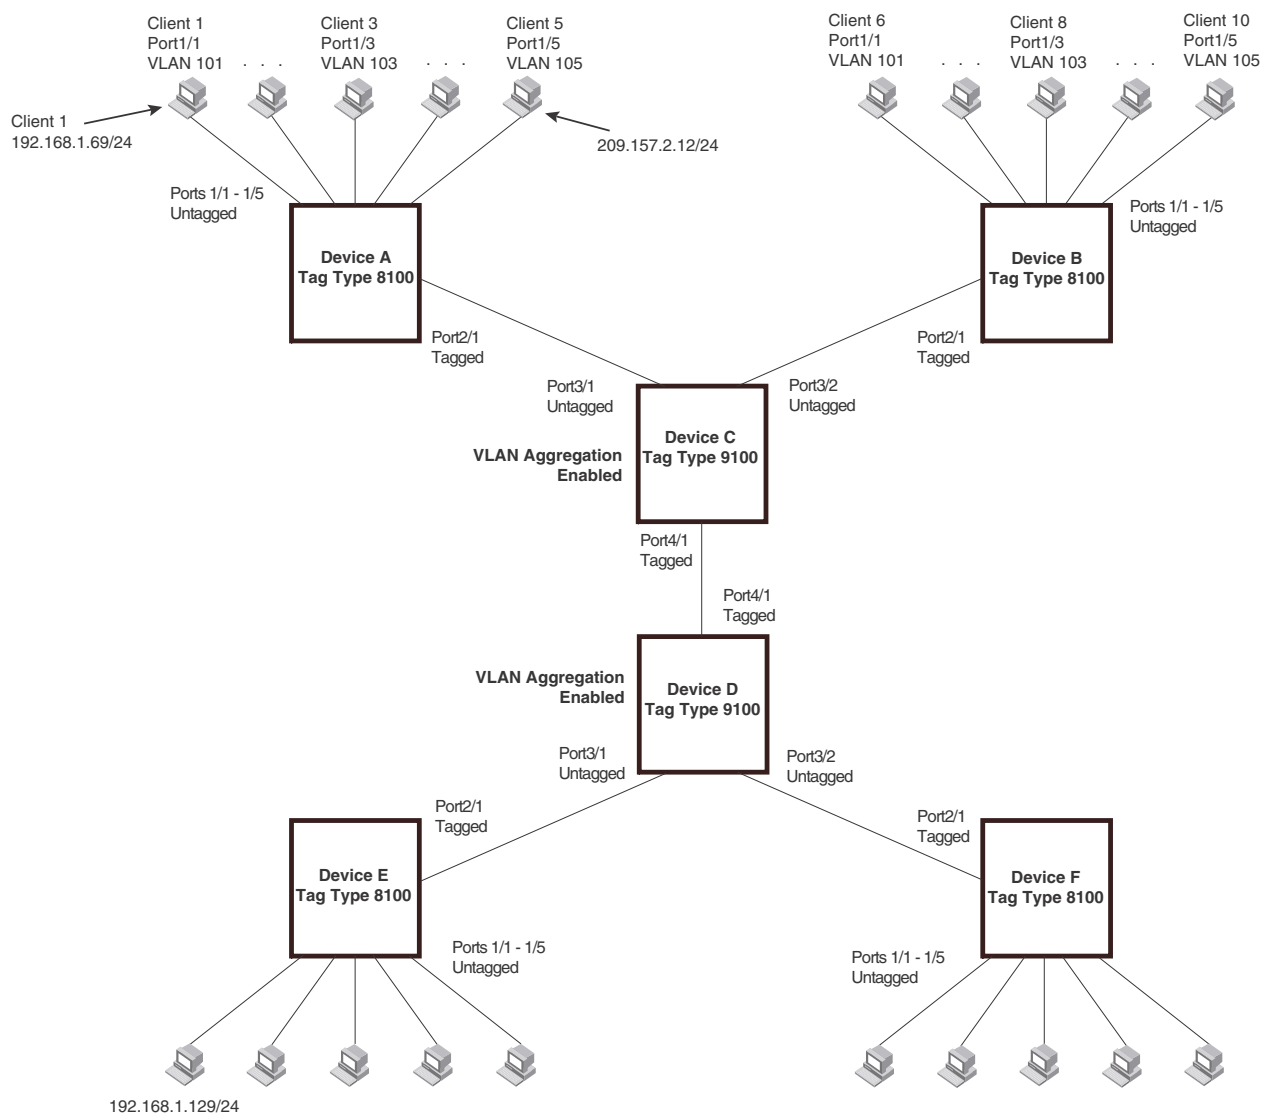 Client 1
Port1/1
VLAN 101
. . .
Client 3
Port1/3
VLAN 103
. . .
Client 5
Port1/5
VLAN 105
Client 6
Port1/1
VLAN 101
. . .
Client 8
Port1/3
VLAN 103
. . .
Client 10
Port1/5
VLAN 105
Client 1
192.168.1.69/24
209.157.2.12/24
Ports 1/1 - 1/5
Untagged
Ports 1/1 - 1/5
Untagged
Device A
Tag Type 8100
Device B
Tag Type 8100
Port2/1
Tagged
Port2/1
Tagged
Port3/1
Untagged
Port3/2
Untagged
VLAN Aggregation
Enabled
Device C
Tag Type 9100
Port4/1
Tagged
Port4/1
Tagged
VLAN Aggregation
Enabled
Device D
Tag Type 9100
Port3/1
Untagged
Port3/2
Untagged
Port2/1
Tagged
Port2/1
Tagged
Device E
Tag Type 8100
Device F
Tag Type 8100
Ports 1/1 - 1/5
Untagged
Ports 1/1 - 1/5
Untagged
192.168.1.129/24